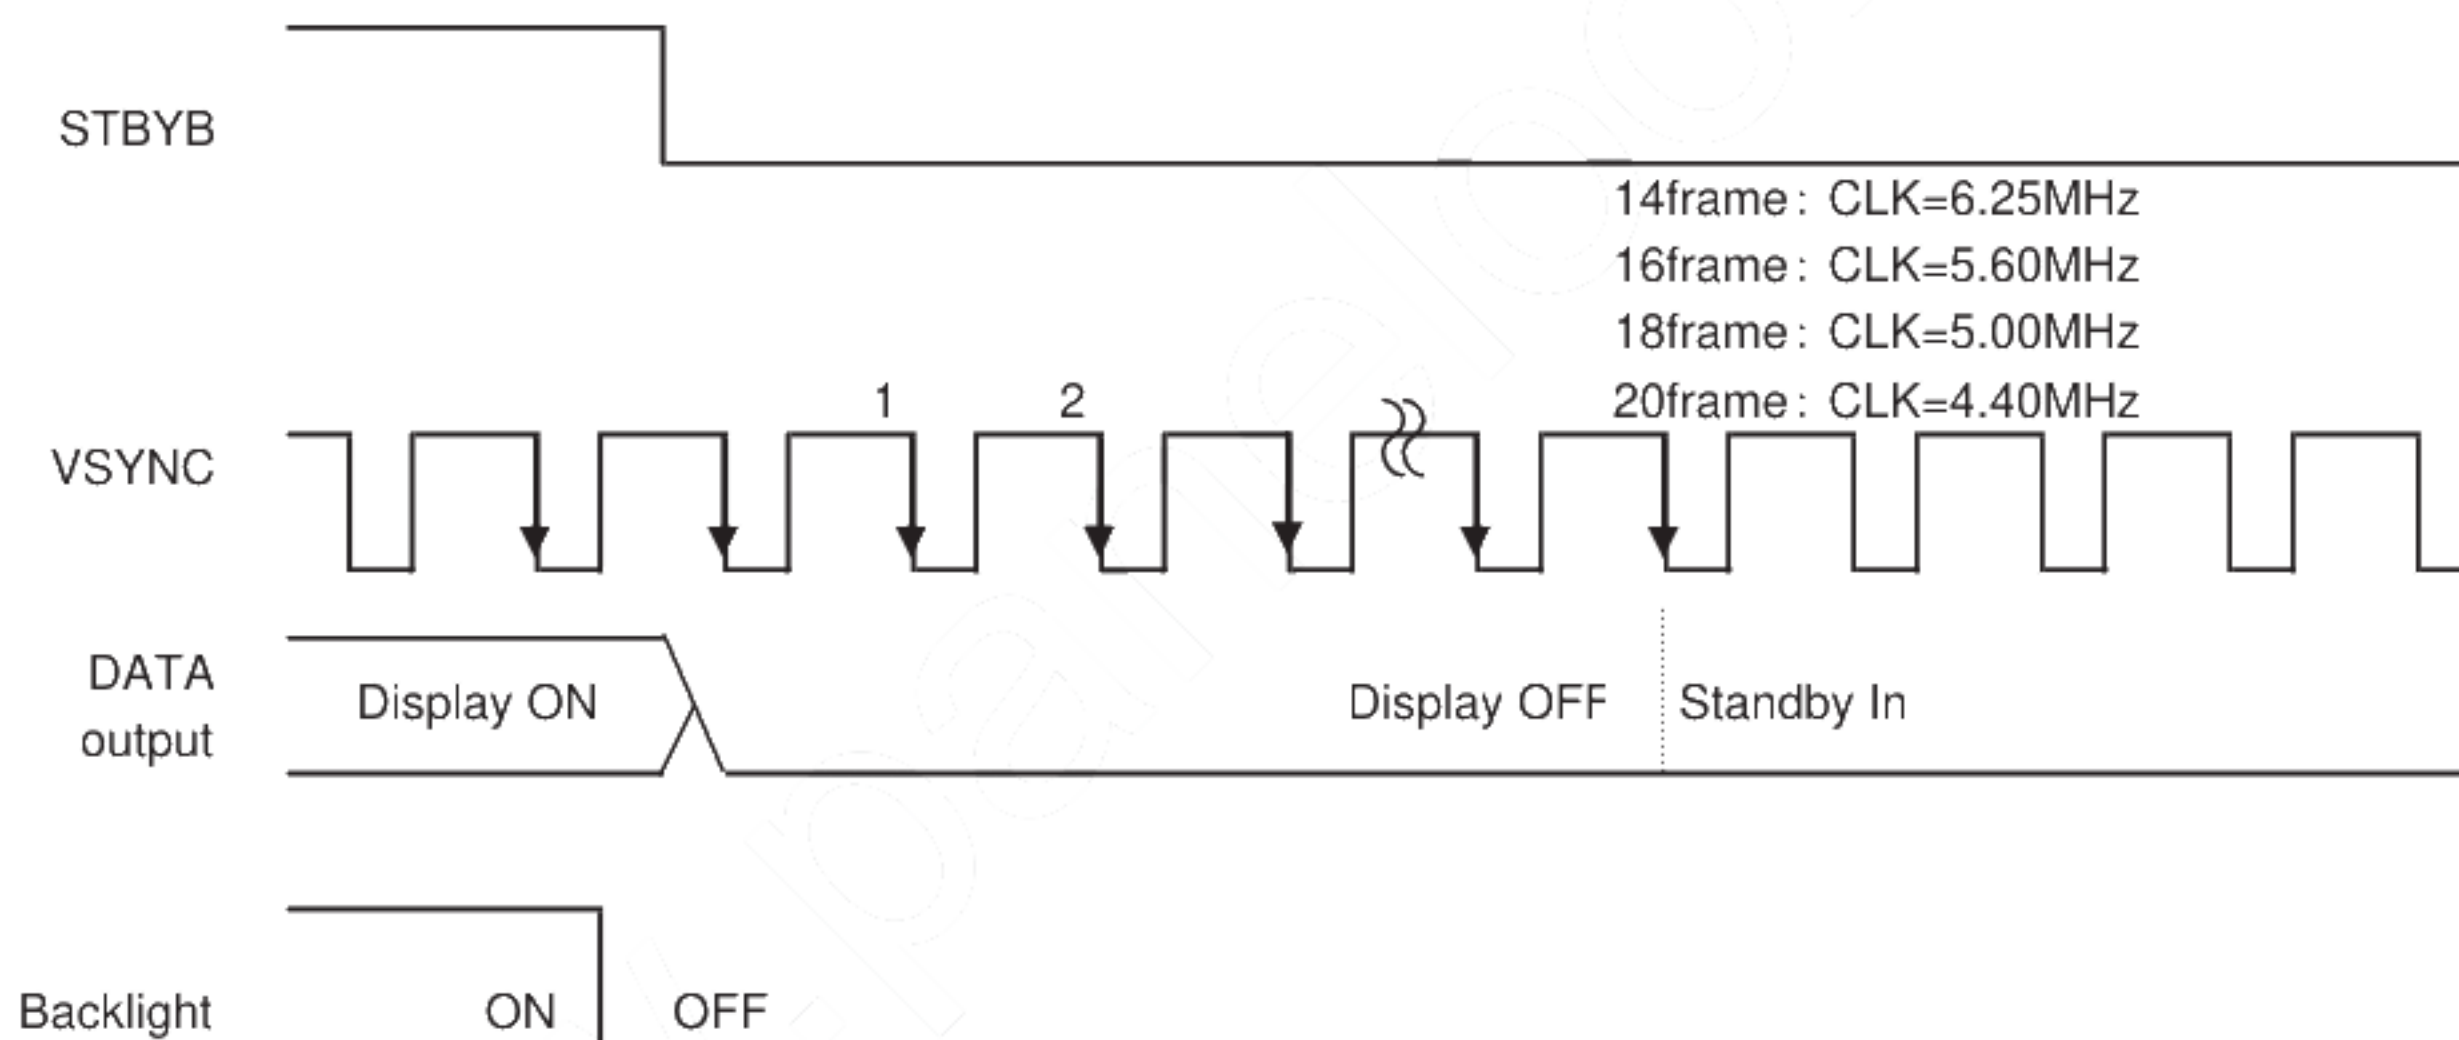 STBYB
14frame: CLK=6.25MHz
16frame: CLK=5.60MHz
18frame: CLK=5.00MHz
20frame: CLK=4.40MHz
1 2
VSYNC
DATA
output
Display ON Display OFF Standby In
Backlight ON OFF